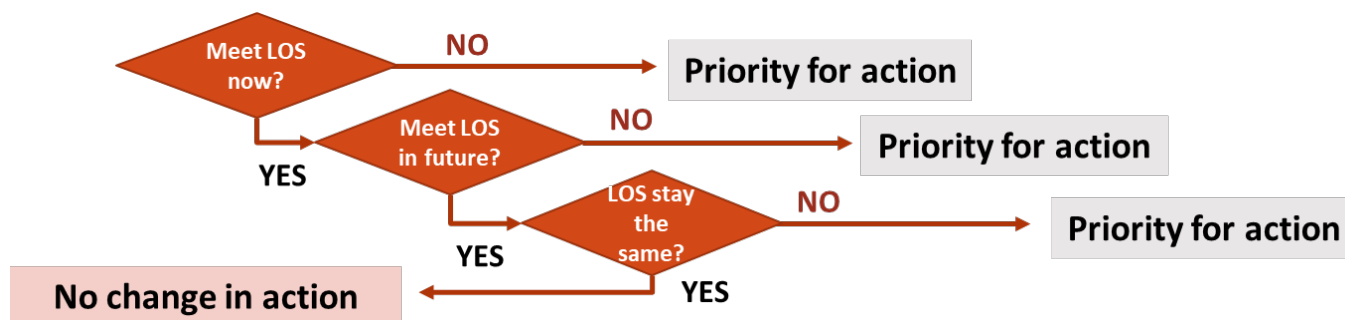 Meet LOS
now?
NO
Priority for action
YES
Meet LOS
in future?
NO
Priority for action
YES
LOS stay
the
same?
NO
Priority for action
YES
No change in action